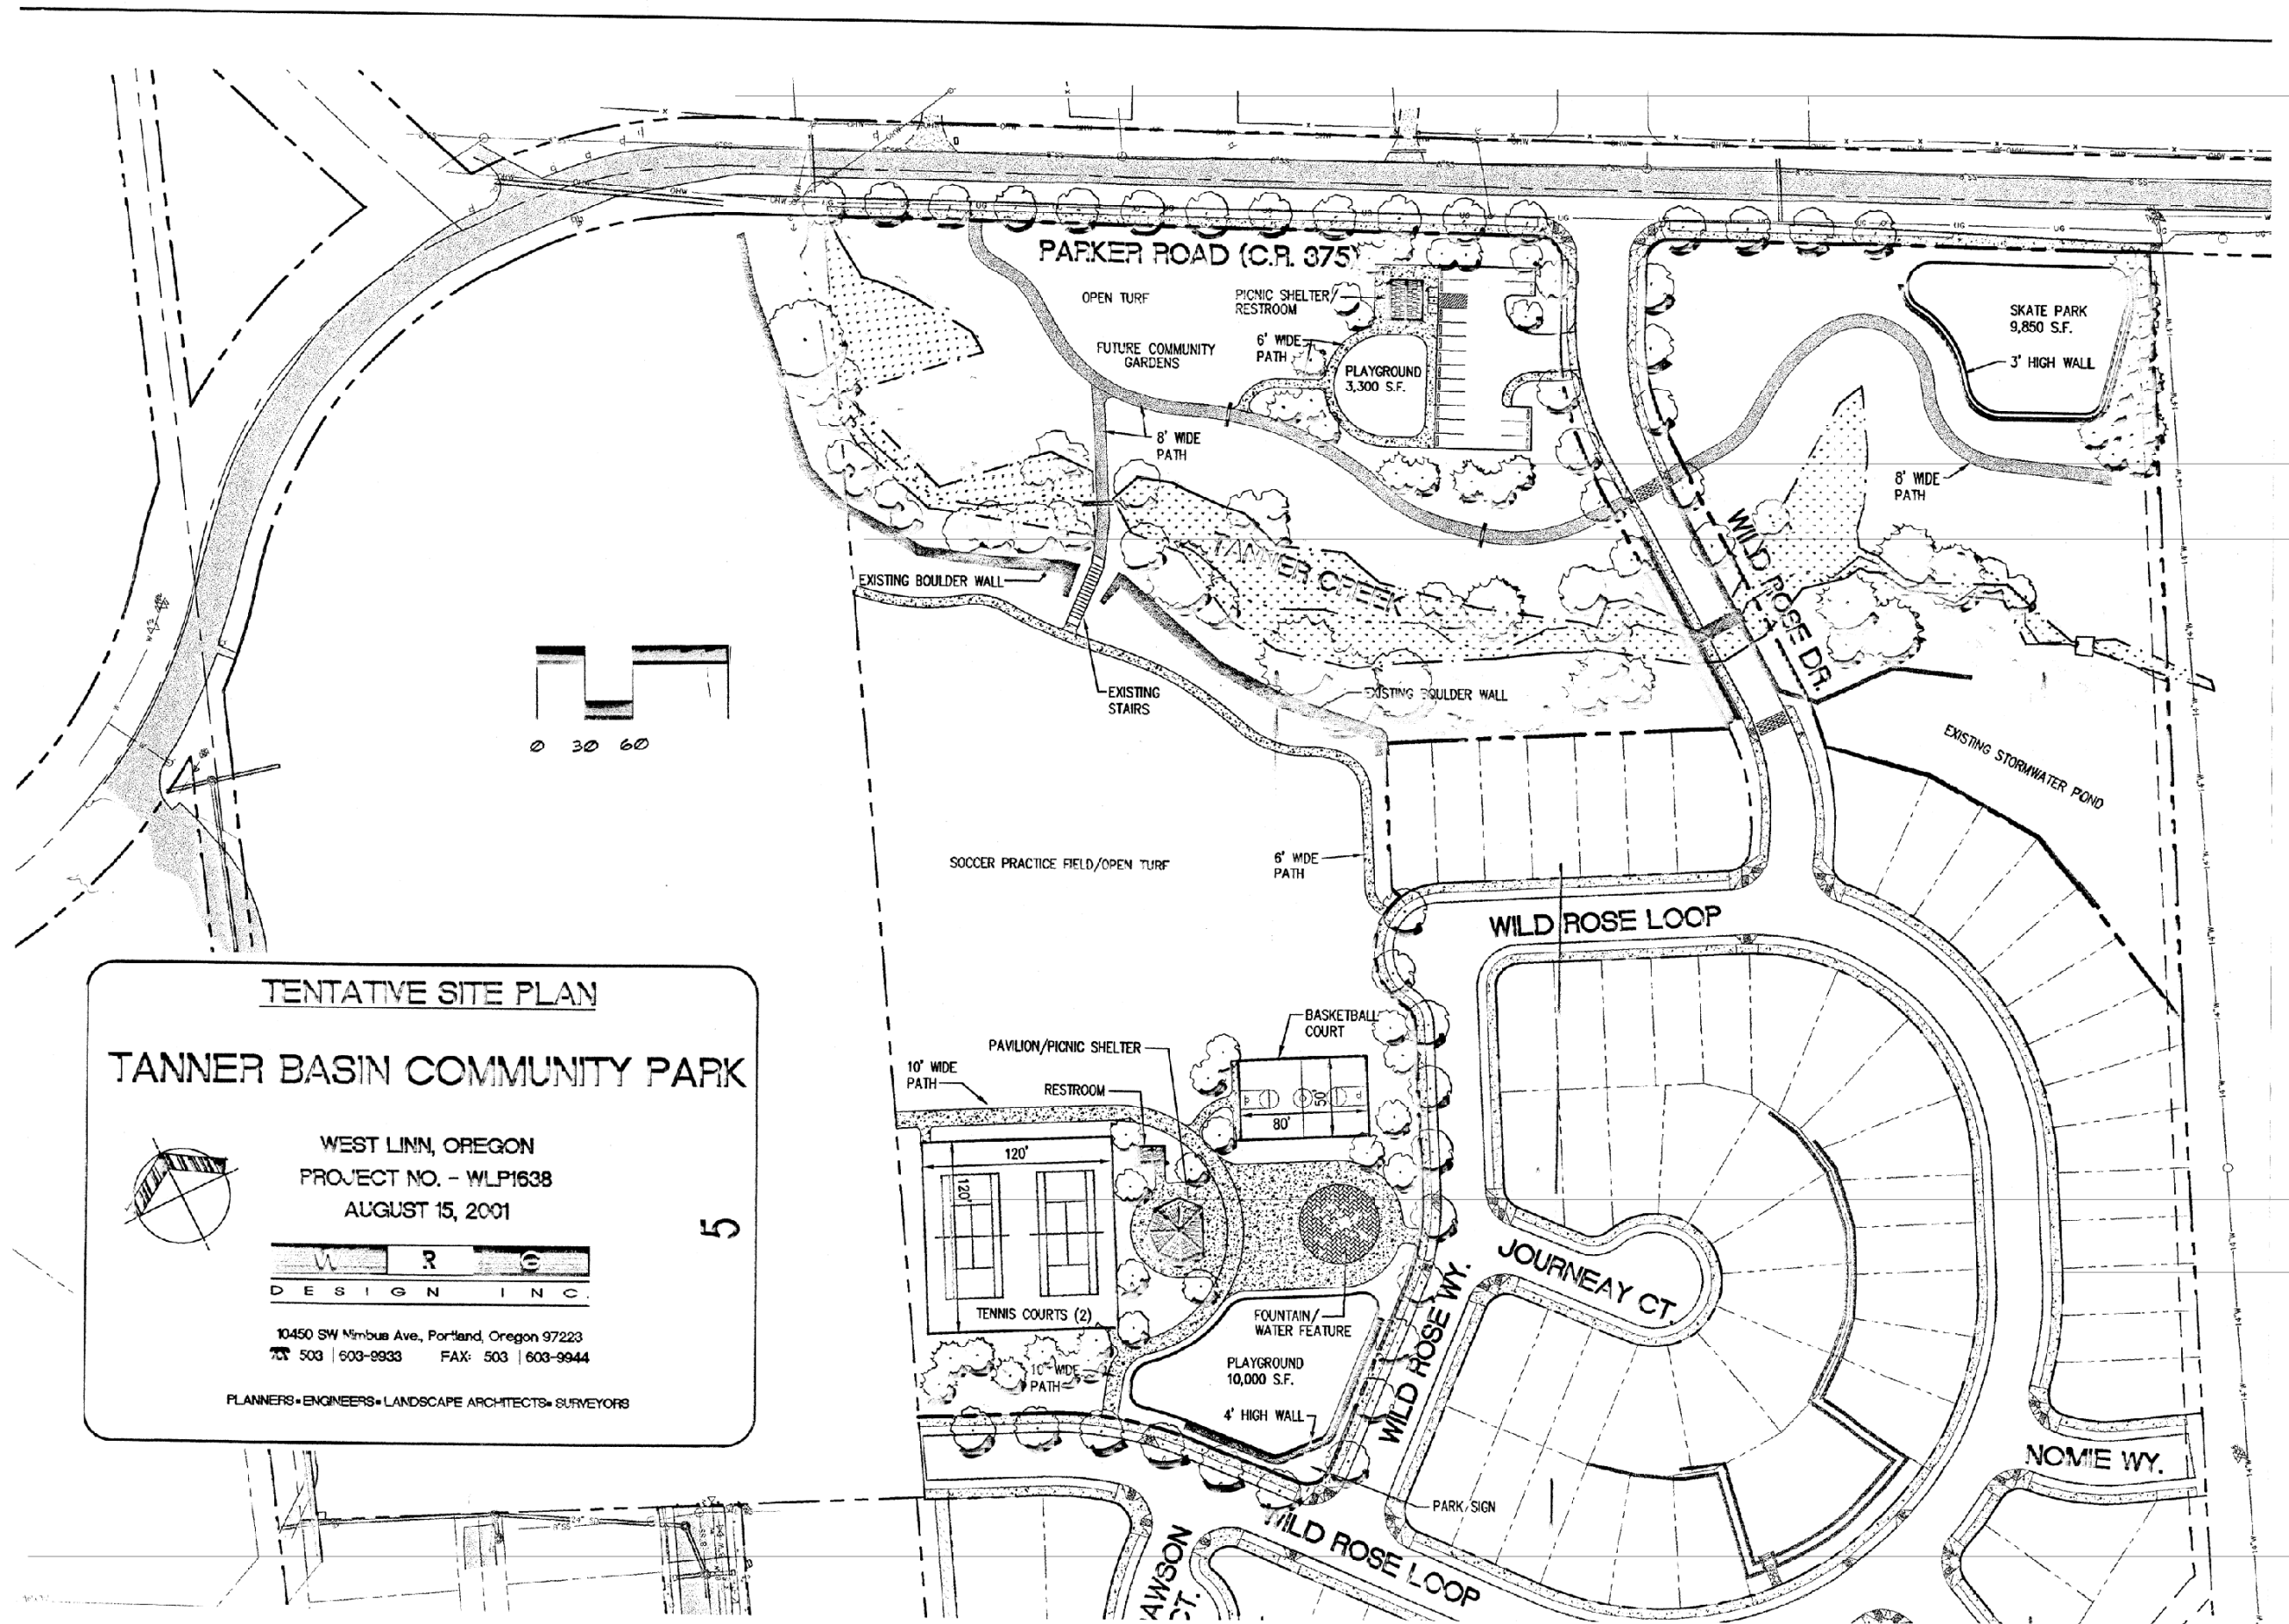 PARKER ROAD (C.R. 375)
OPEN TURF
PICNIC SHELTER/
RESTROOM
FUTURE COMMUNITY
GARDENS
6' WIDE
PATH
PLAYGROUND
3,300 S.F.
SKATE PARK
9,850 S.F.
3' HIGH WALL
8' WIDE
PATH
8' WIDE
PATH
WILD ROSE DR.
TANNER CREEK
EXISTING BOULDER WALL
EXISTING
STAIRS
EXISTING BOULDER WALL
EXISTING STORMWATER POND
0 30 60
SOCCER PRACTICE FIELD/OPEN TURF
6' WIDE
PATH
WILD ROSE LOOP
BASKETBALL
COURT
PAVILION/PICNIC SHELTER
10' WIDE
PATH
RESTROOM
50'
80'
120'
120'
TENNIS COURTS (2)
FOUNTAIN/
WATER FEATURE
JOURNEAY CT.
WILD ROSE WY.
10' WIDE
PATH
PLAYGROUND
10,000 S.F.
4' HIGH WALL
PARK SIGN
NOMIE WY.
WILD ROSE LOOP
AWSON
CT.
TENTATIVE SITE PLAN
TANNER BASIN COMMUNITY PARK
WEST LINN, OREGON
PROJECT NO. - WLP1638
AUGUST 15, 2001
5
W R G
DESIGN INC.
10450 SW Nimbus Ave., Portland, Oregon 97223
☎ 503 | 603-9933 FAX: 503 | 603-9944
PLANNERS▪ENGINEERS▪LANDSCAPE ARCHITECTS▪SURVEYORS